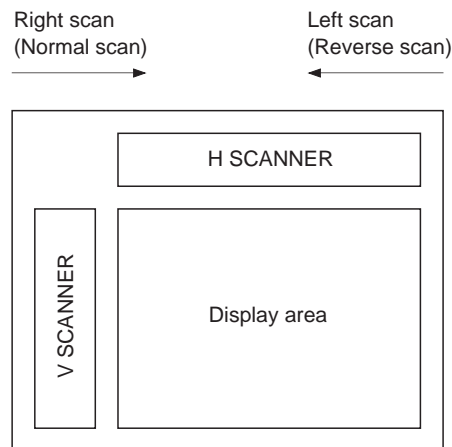 Right scan
(Normal scan)
Left scan
(Reverse scan)
H SCANNER
V SCANNER
Display area